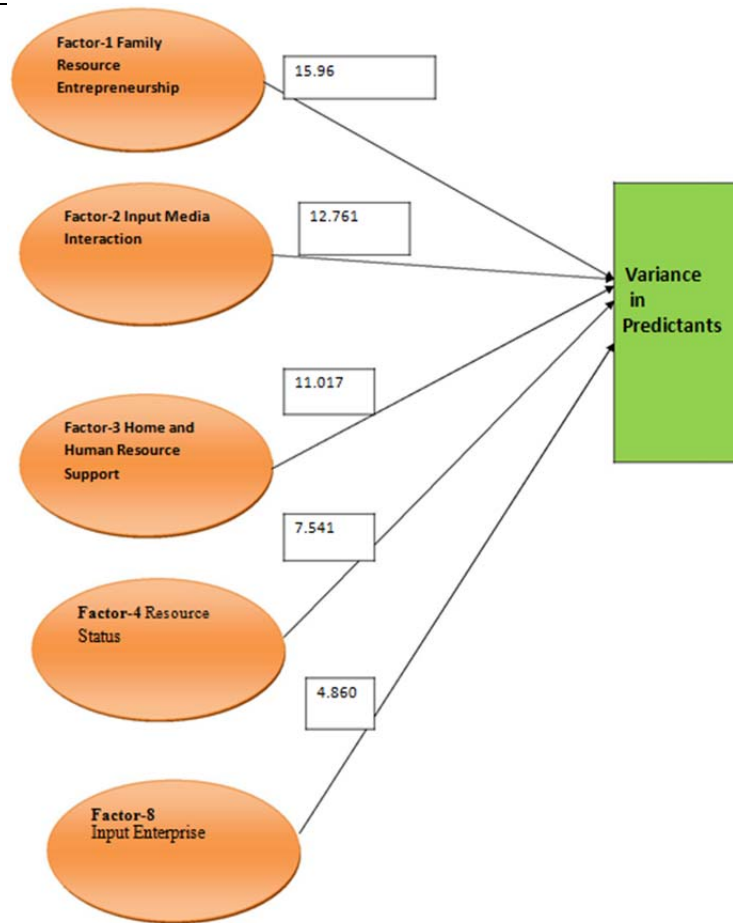 Factor-1 Family
Resource
Entrepreneurship
15.96
Factor-2 Input Media
Interaction
12.761
Variance
in
Predictants
Factor-3 Home and
Human Resource
Support
11.017
Factor-4 Resource
Status
7.541
Factor-8
Input Enterprise
4.860